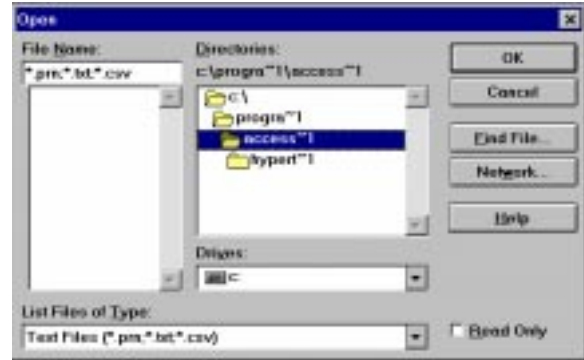 Open
File Name:
*.prn;*.txt;*.csv
Directories:
c:\progra~1\access~1
c:\
progra~1
access~1
hypert~1
Drives:
c:
List Files of Type:
Text Files (*.prn;*.txt;*.csv)
OK
Cancel
Find File...
Network...
Help
Read Only